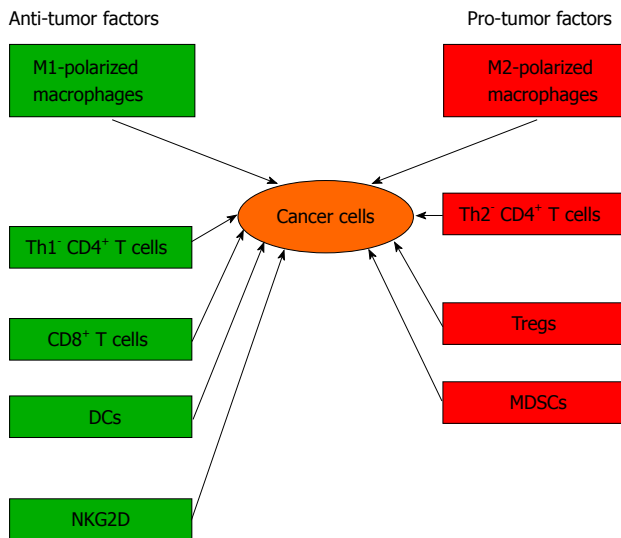 Anti-tumor factors
Pro-tumor factors
M1-polarized
macrophages
M2-polarized
macrophages
Cancer cells
Th1⁻ CD4⁺ T cells
Th2⁻ CD4⁺ T cells
CD8⁺ T cells
Tregs
DCs
MDSCs
NKG2D